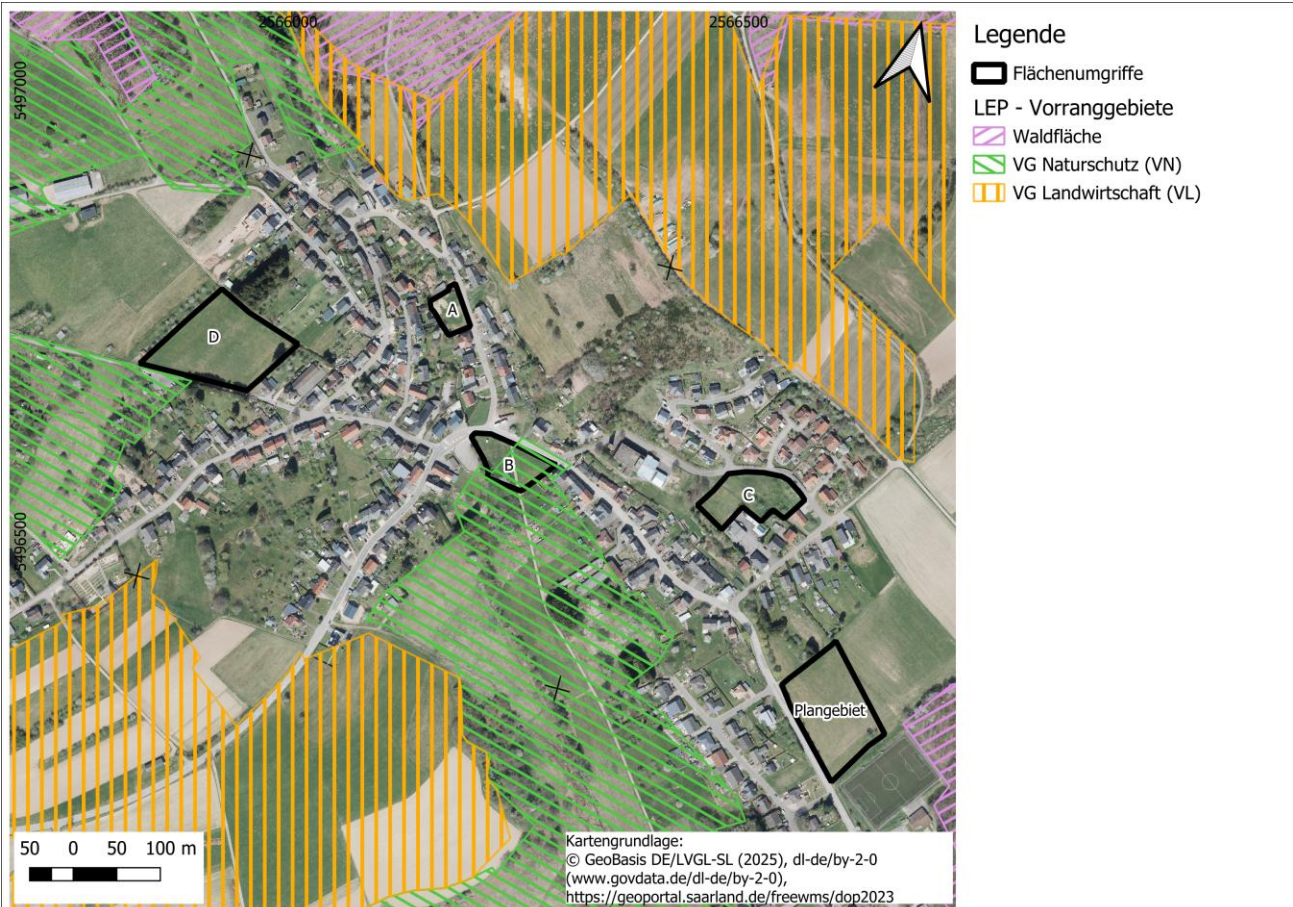 2566000
2566500
5497000
5496500
A
B
C
D
Plangebiet
50 0 50 100 m
Kartengrundlage:
© GeoBasis DE/LVGL-SL (2025), dl-de/by-2-0
(www.govdata.de/dl-de/by-2-0),
https://geoportal.saarland.de/freewms/dop2023
Legende
Flächenumgriffe
LEP - Vorranggebiete
Waldfläche
VG Naturschutz (VN)
VG Landwirtschaft (VL)